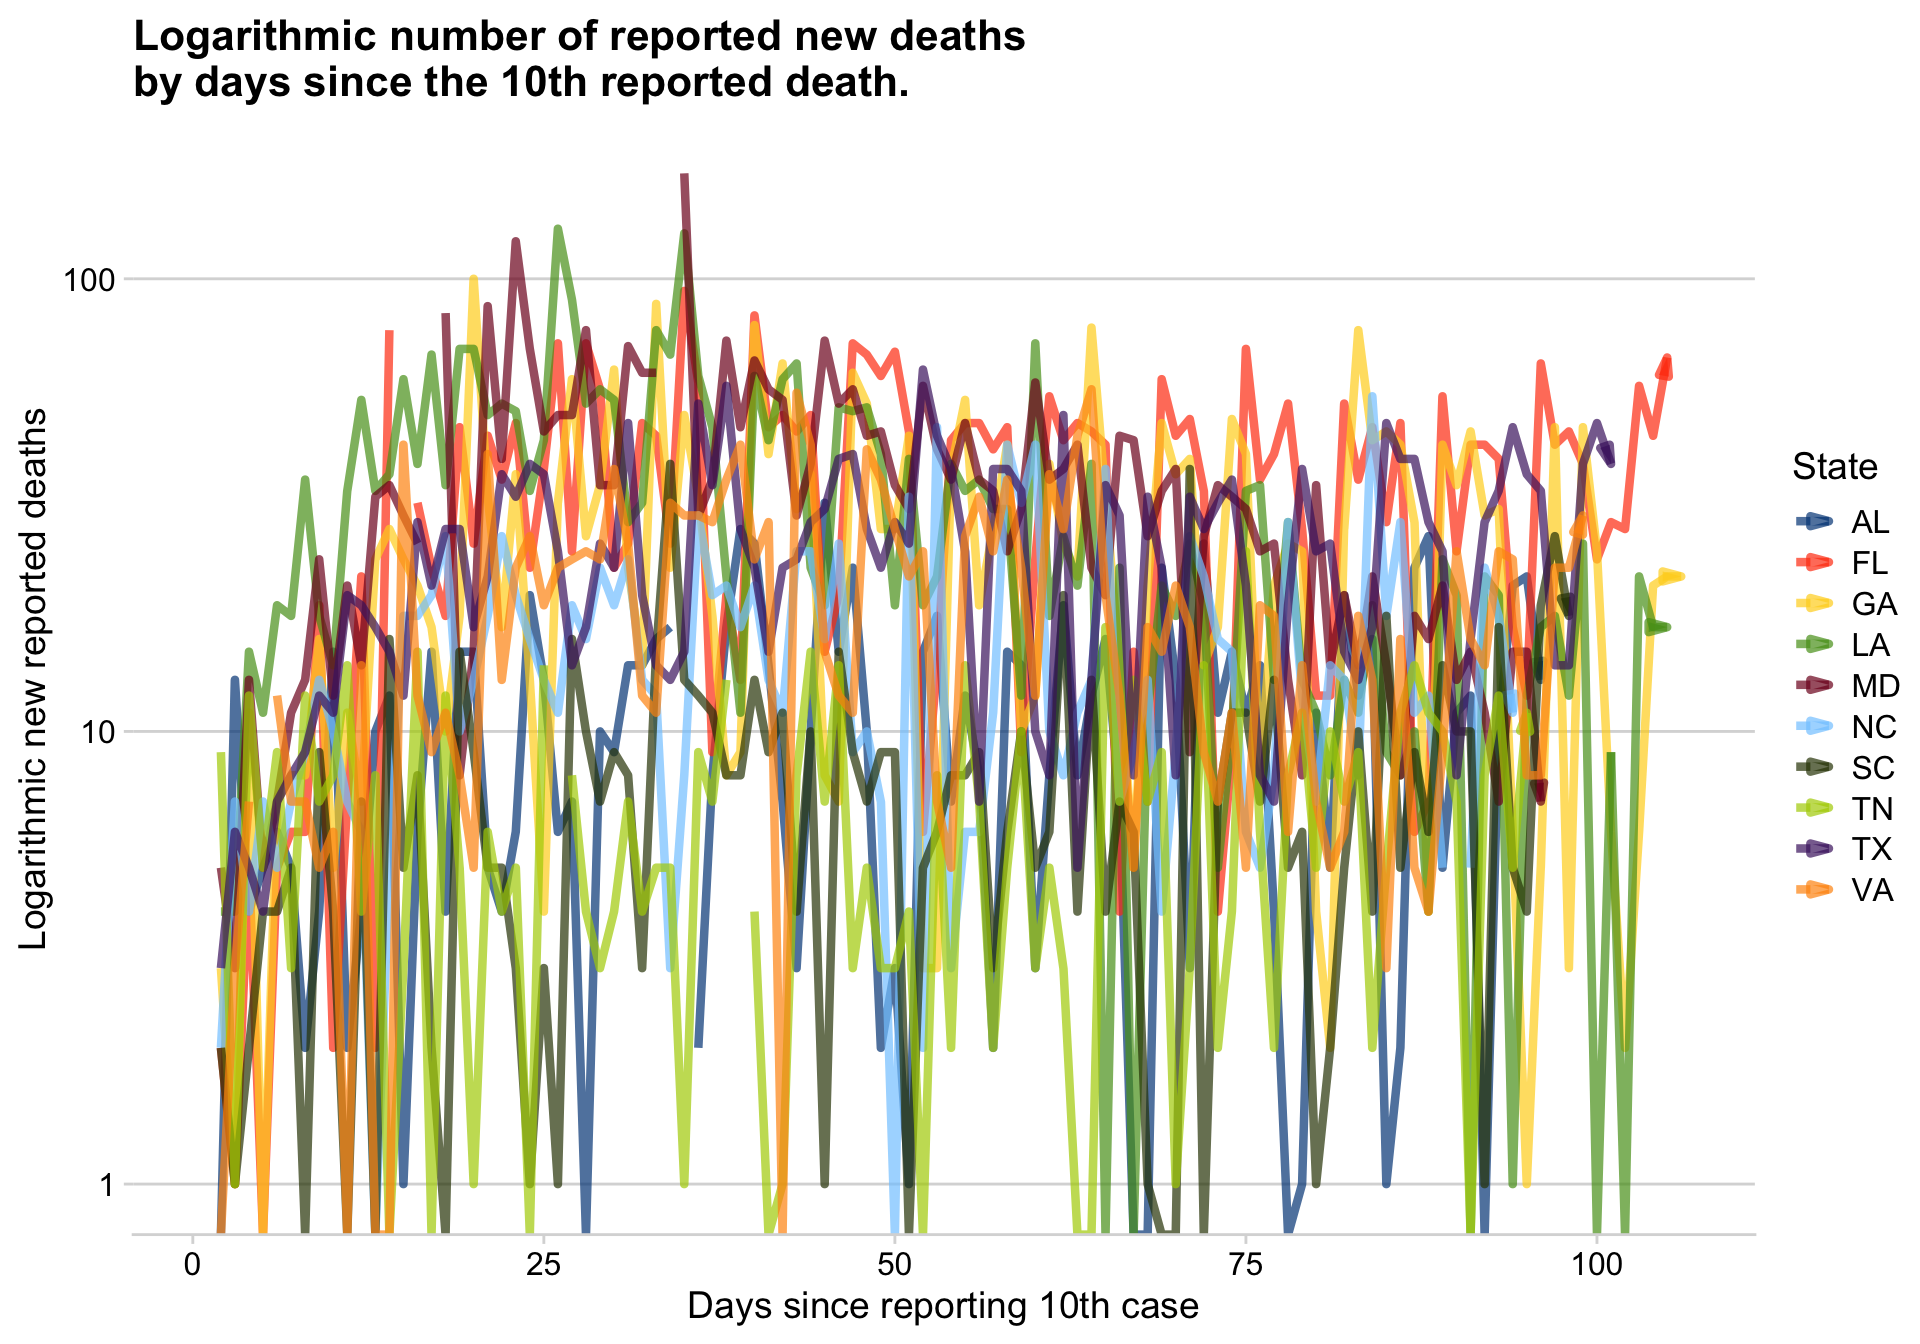 Logarithmic number of reported new deaths
by days since the 10th reported death.
Logarithmic new reported deaths
100
10
1
0
25
50
75
100
Days since reporting 10th case
State
AL
FL
GA
LA
MD
NC
SC
TN
TX
VA